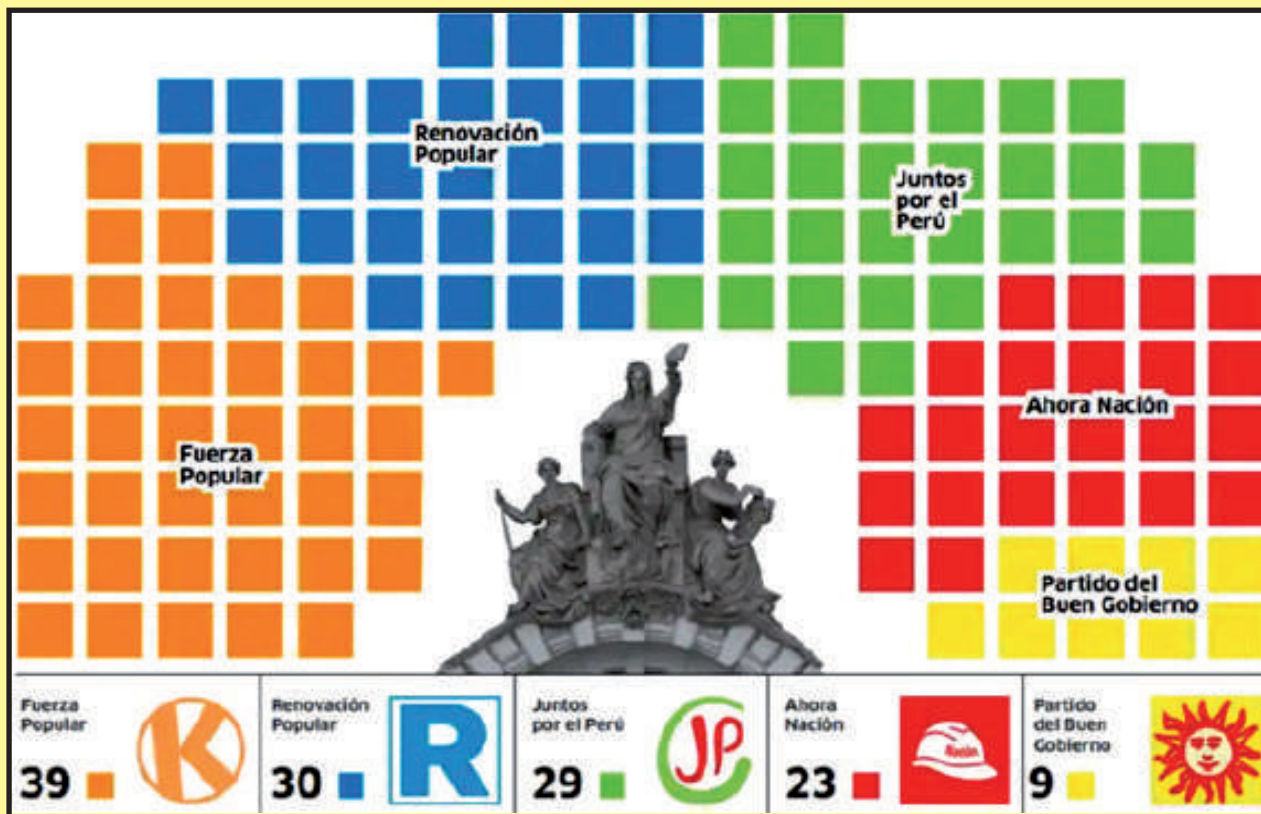 Renovación
Popular
Juntos
por el
Perú
Ahora Nación
Fuerza
Popular
Partido del
Buen Gobierno
Fuerza
Popular
39
K
Renovación
Popular
30
R
Juntos
por el Perú
29
JP
Ahora
Nación
23
Nación
Partido
del Buen
Gobierno
9